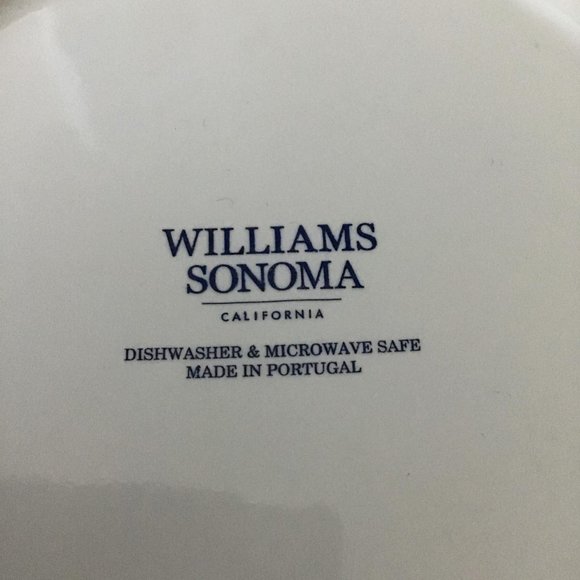 WILLIAMS
SONOMA
CALIFORNIA
DISHWASHER & MICROWAVE SAFE
MADE IN PORTUGAL